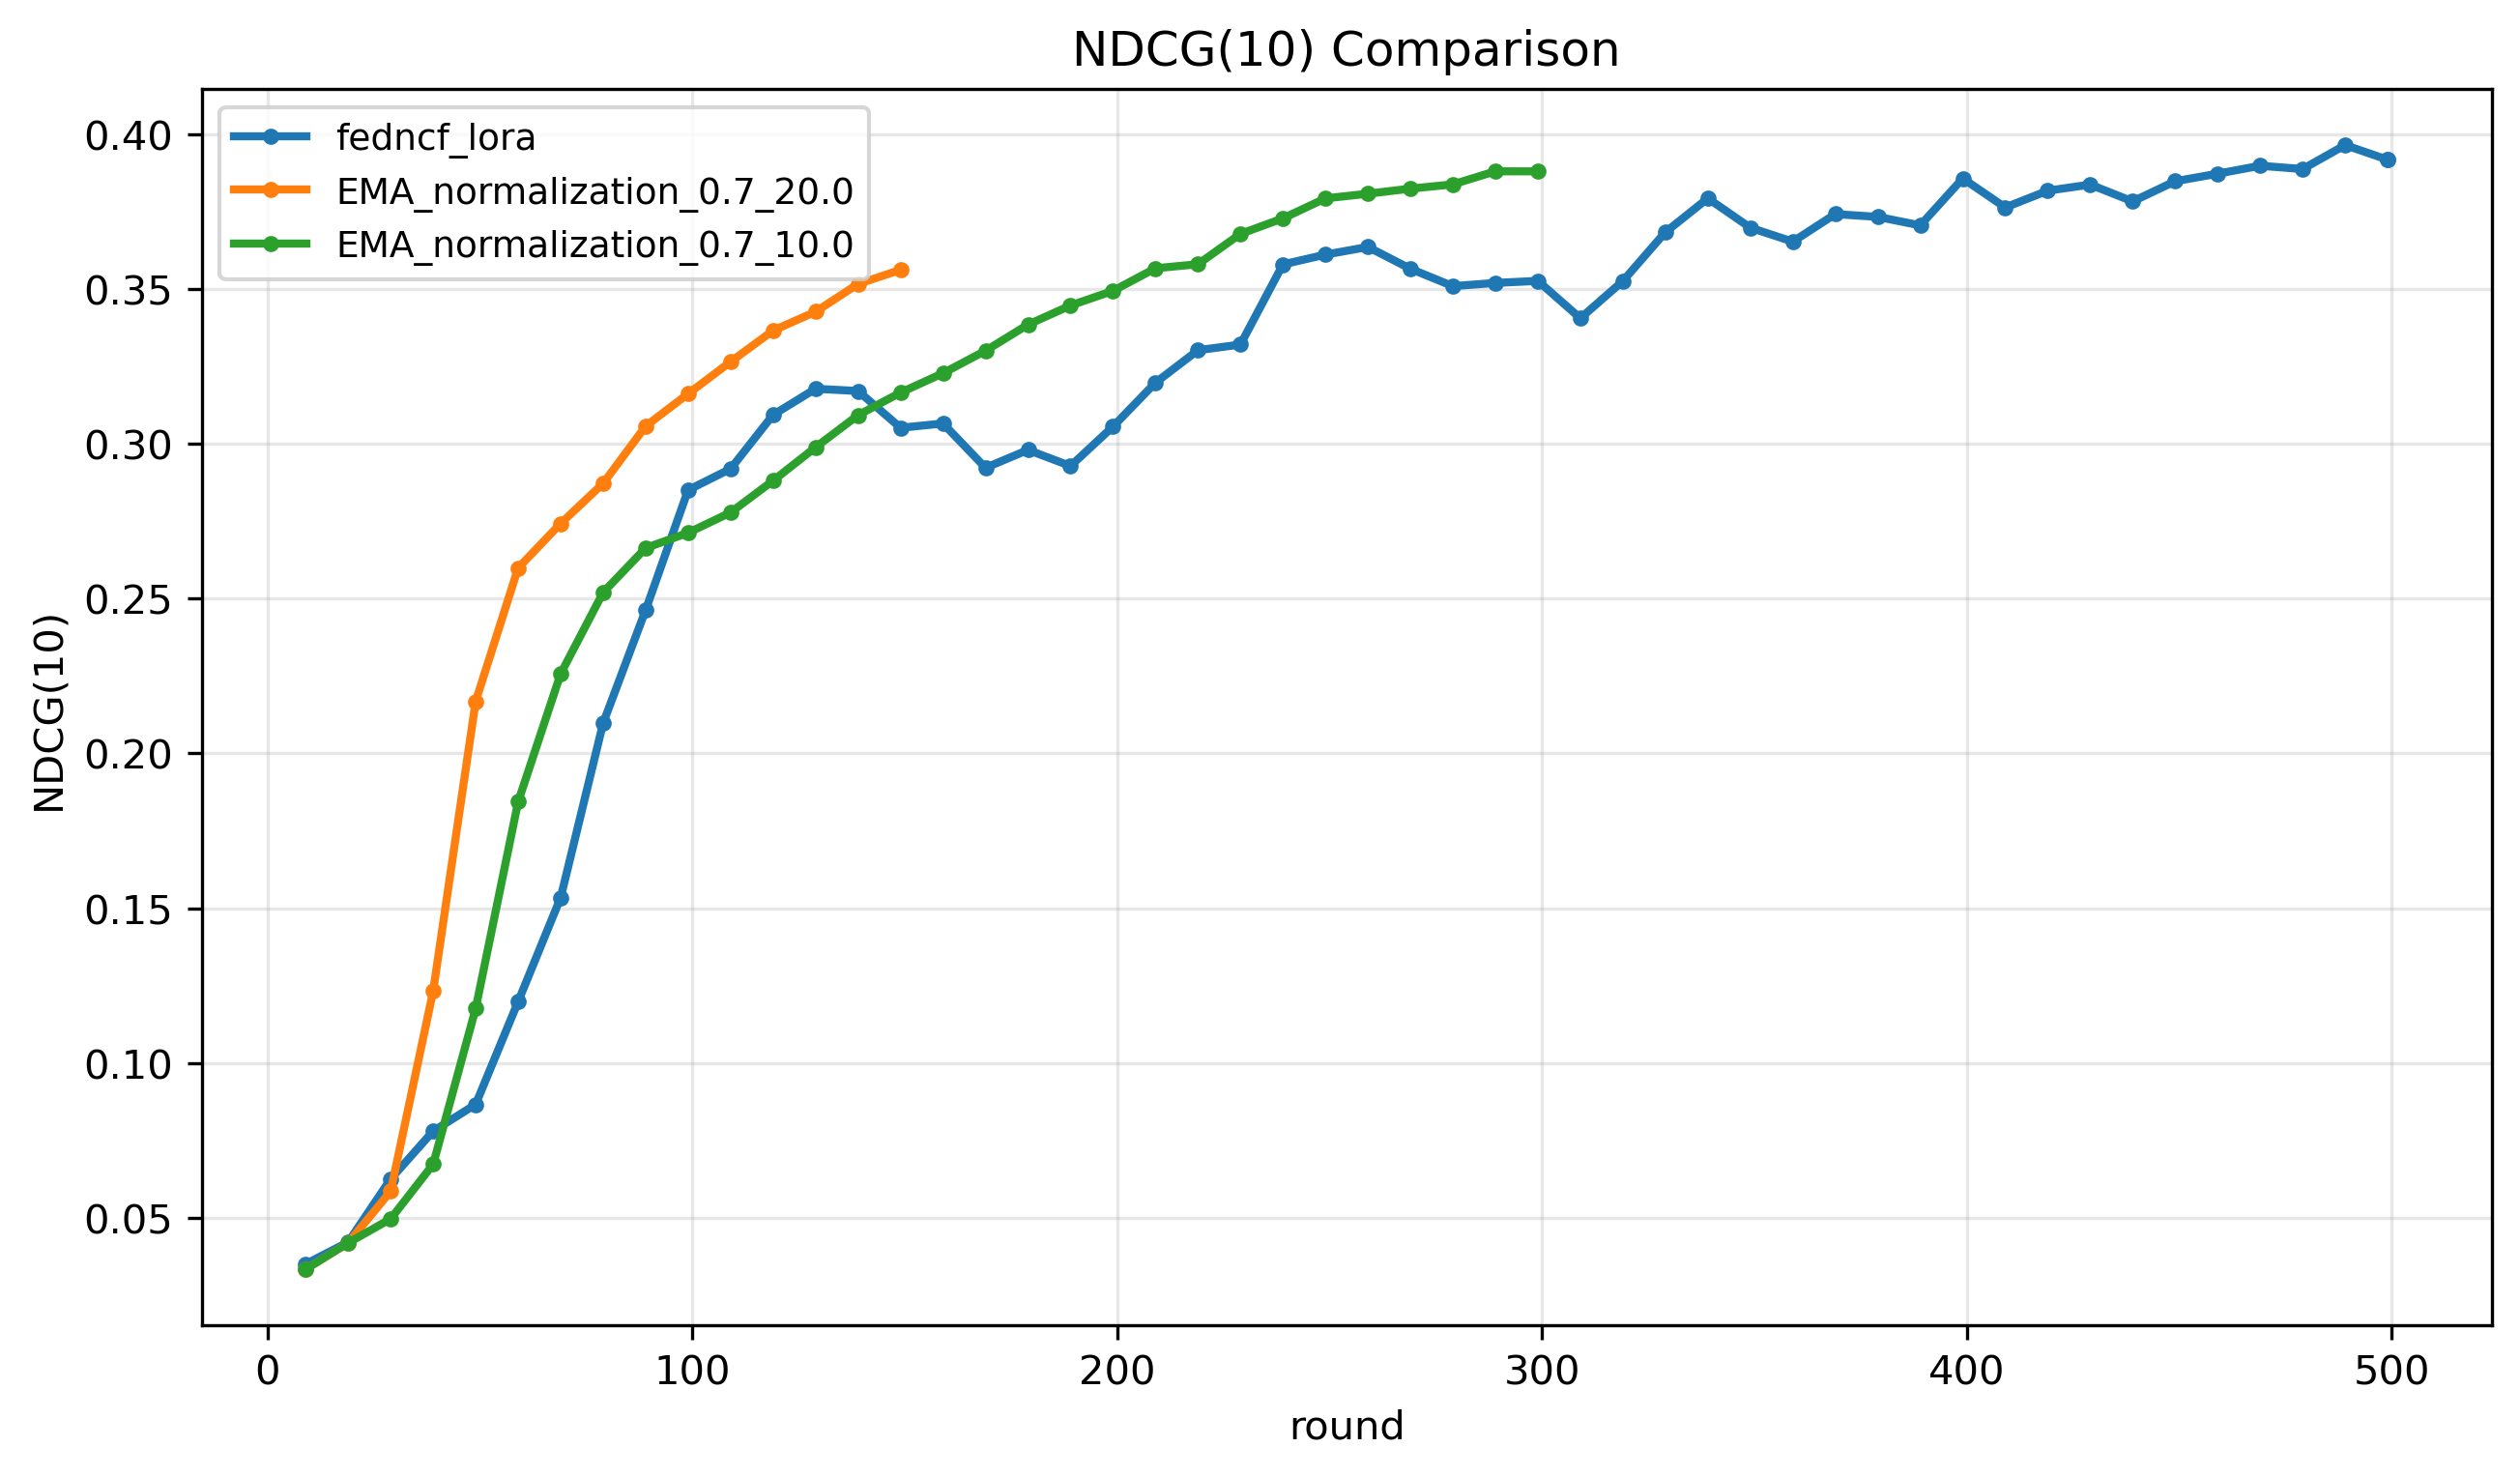 NDCG(10) Comparison
fedncf_lora
EMA_normalization_0.7_20.0
EMA_normalization_0.7_10.0
0.40
0.35
0.30
0.25
0.20
0.15
0.10
0.05
NDCG(10)
0 100 200 300 400 500
round